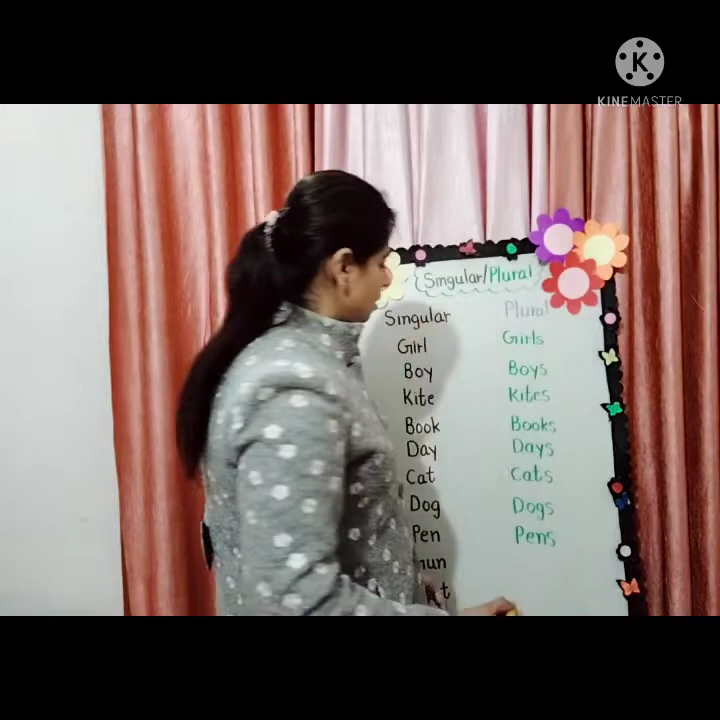 KINEMASTER
Singular/Plural
Singular Plural
Girl Girls
Boy Boys
Kite Kites
Book Books
Day Days
Cat Cats
Dog Dogs
Pen Pens